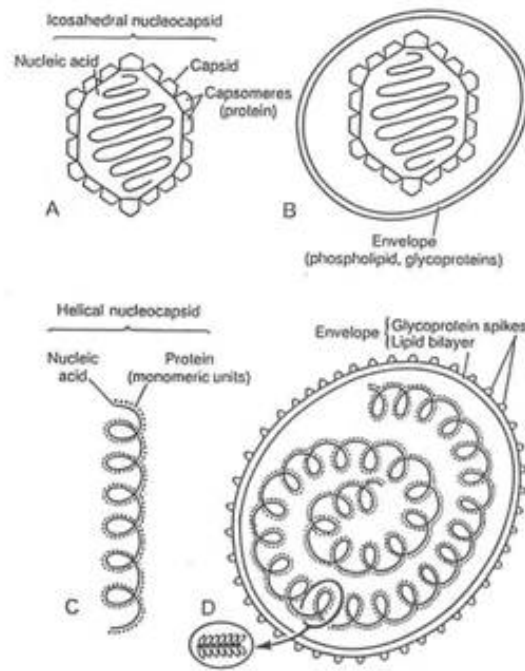 Icosahedral nucleocapsid
Nucleic acid
Capsid
Capsomeres
(protein)
A
B
Envelope
(phospholipid, glycoproteins)
Helical nucleocapsid
Nucleic
acid
Protein
(monomeric units)
Envelope
Glycoprotein spikes
Lipid bilayer
C
D